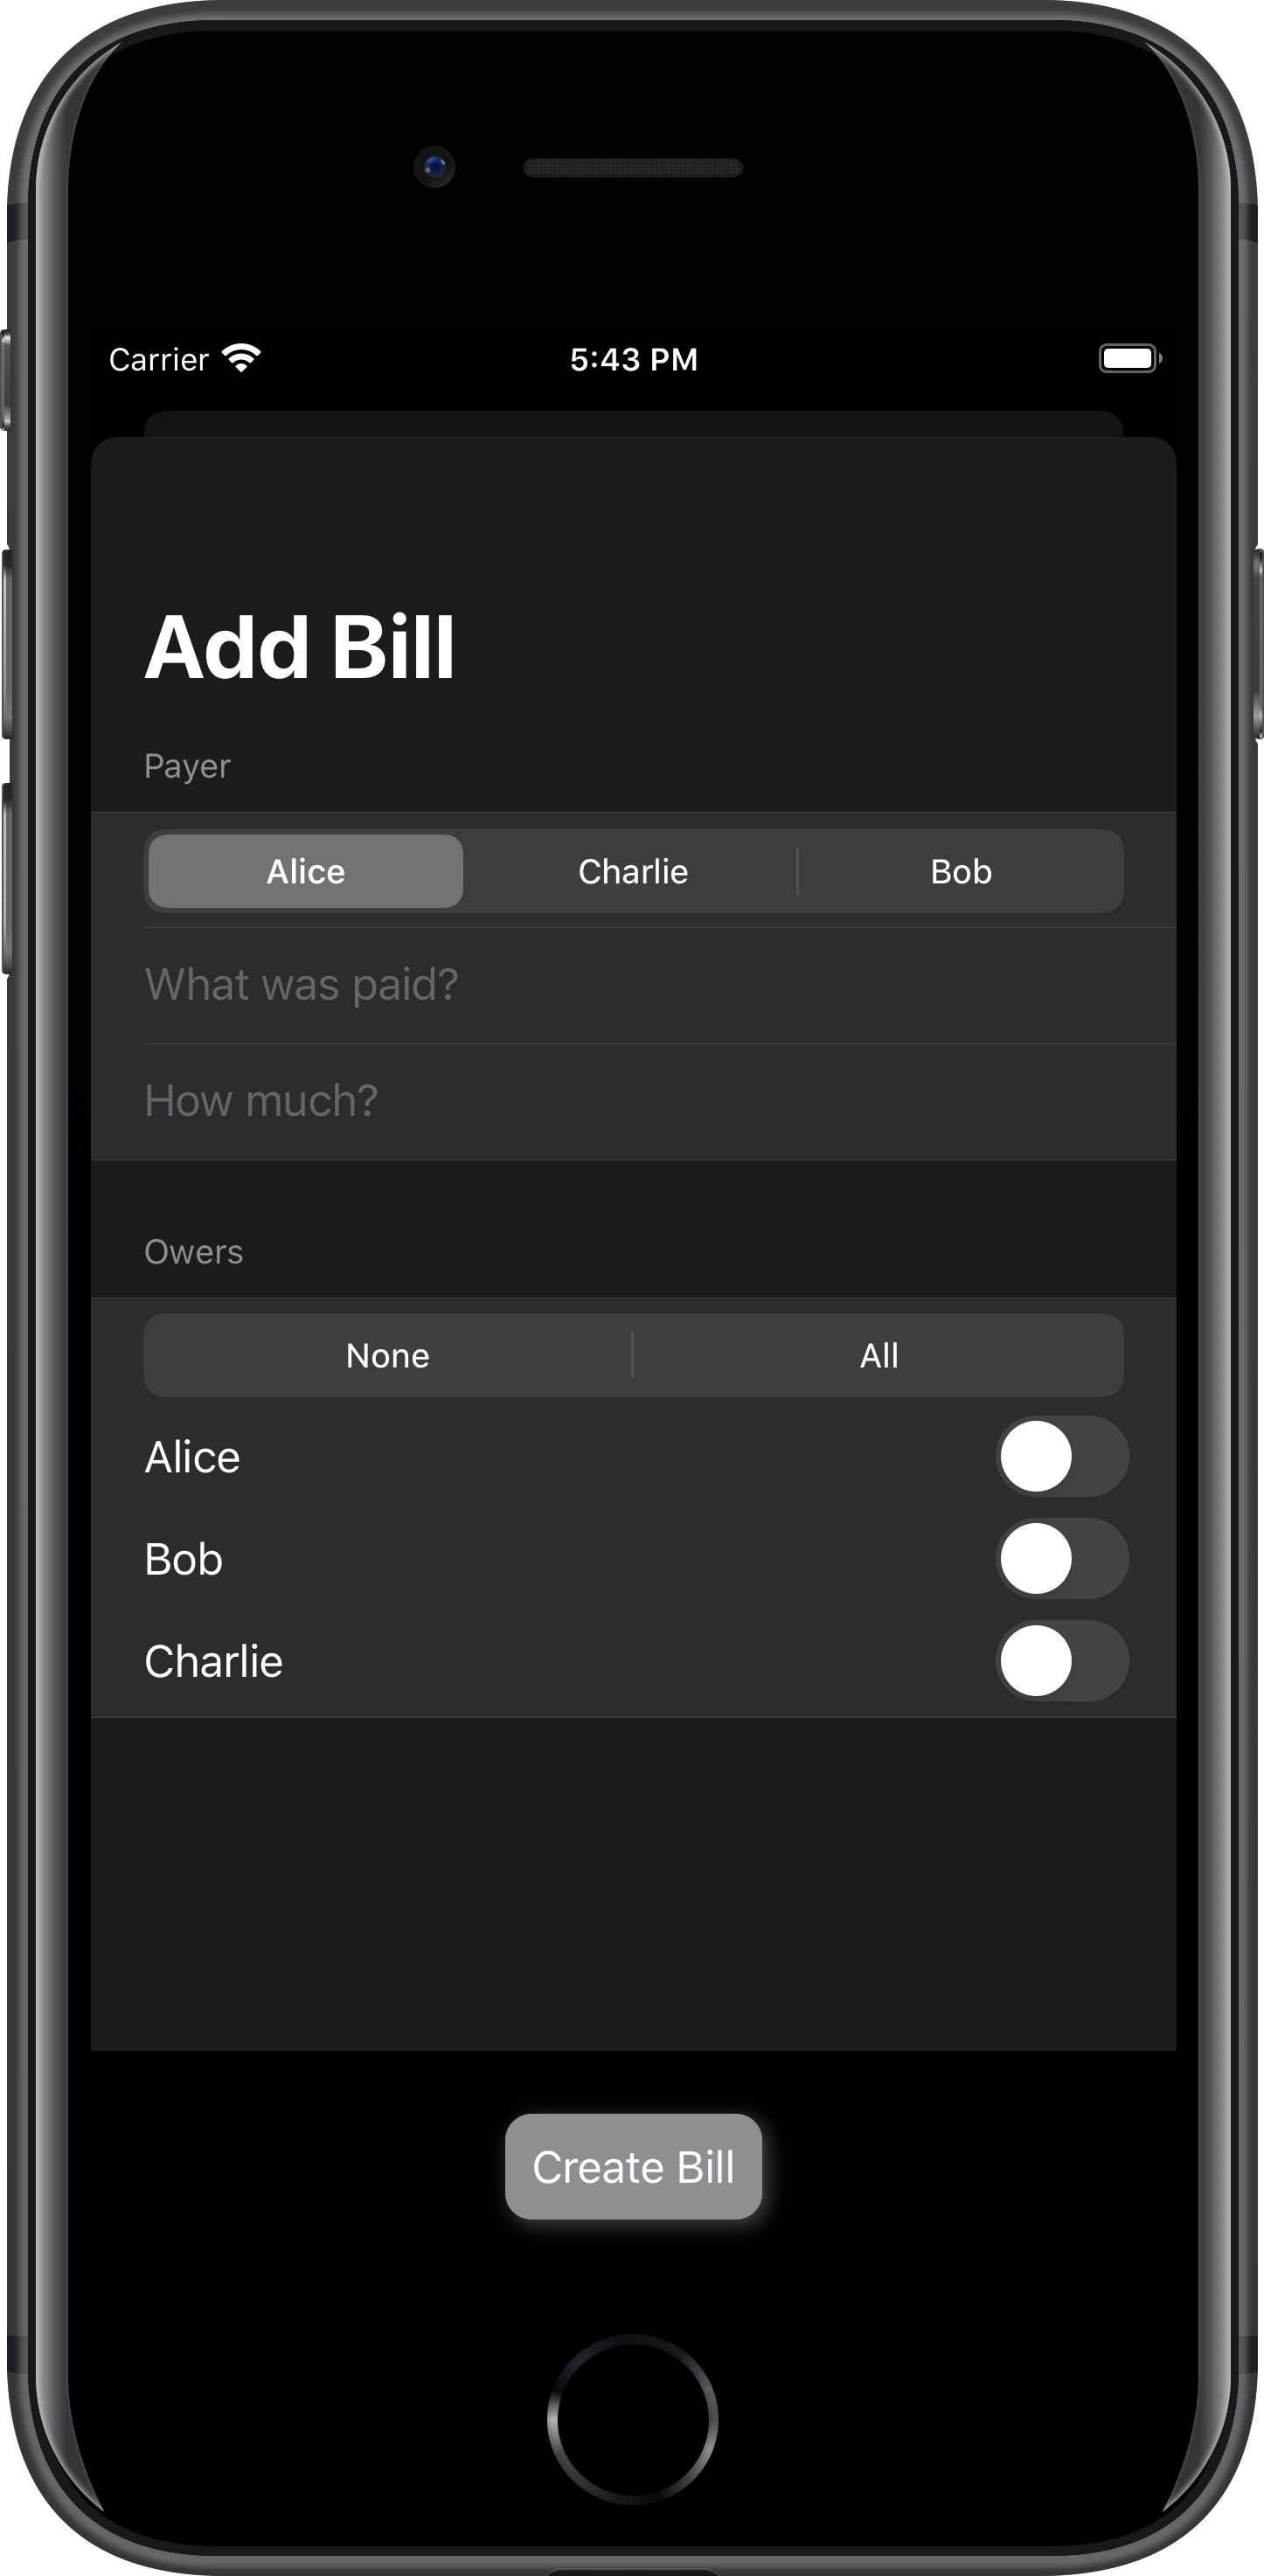 Carrier 5:43 PM
Add Bill
Payer
Alice Charlie Bob
What was paid?
How much?
Owers
None All
Alice
Bob
Charlie
Create Bill